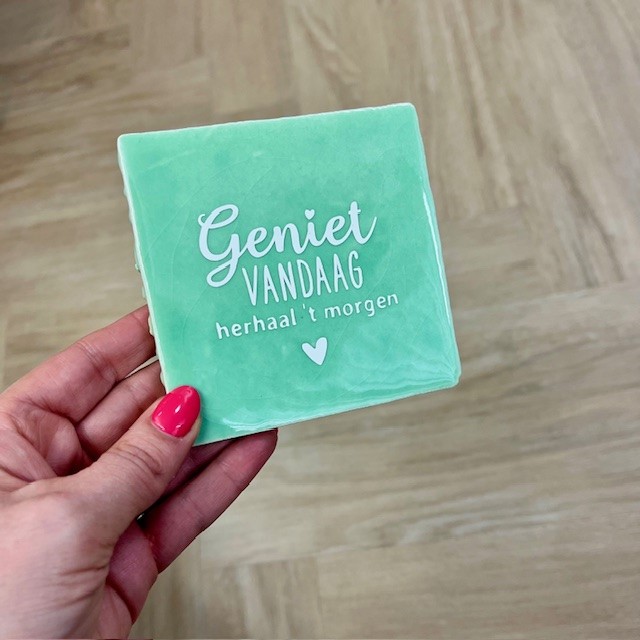 Geniet
VANDAAG
herhaal 't morgen